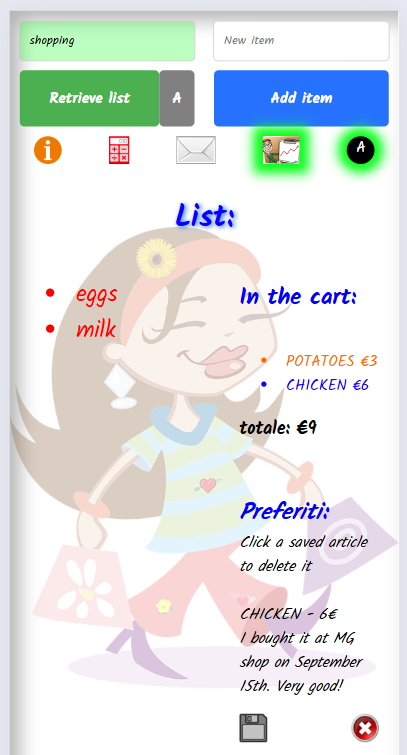 shopping
New item
Retrieve list
A
Add item
i
A
List:
eggs
milk
In the cart:
POTATOES €3
CHICKEN €6
totale: €9
Preferiti:
Click a saved article
to delete it
CHICKEN - 6€
I bought it at MG
shop on September
15th. Very good!